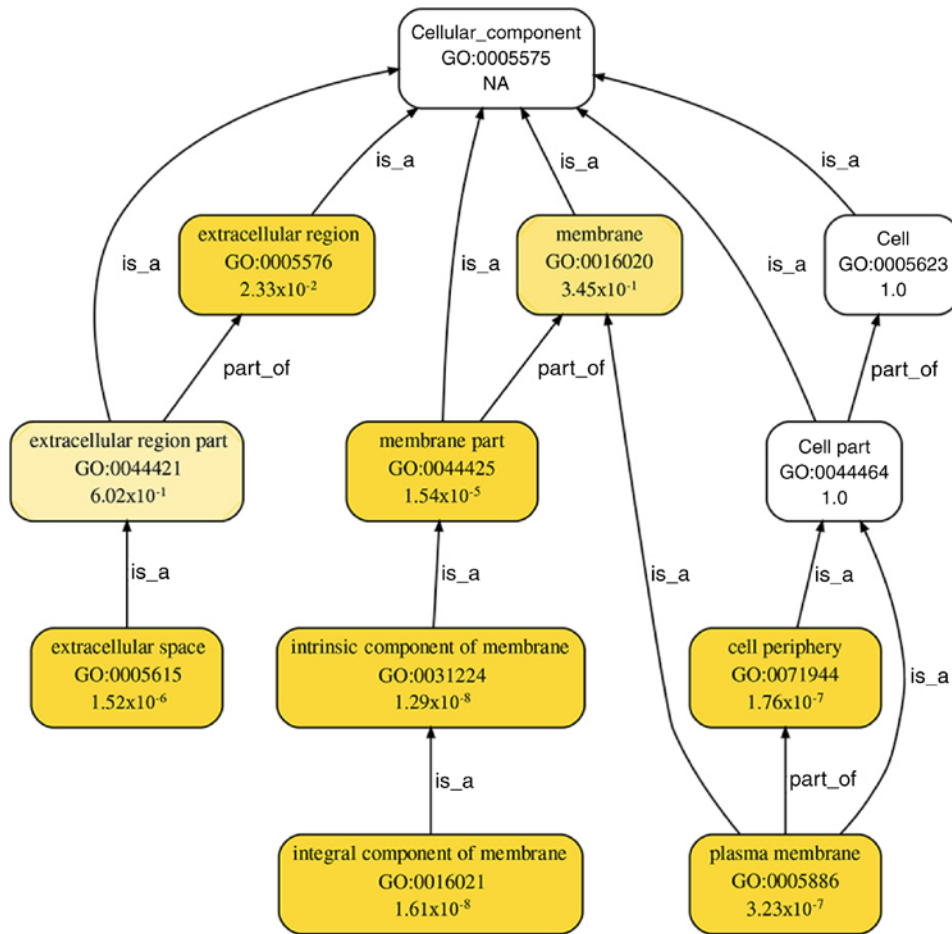 Cellular_component
GO:0005575
NA
is_a
is_a
is_a
extracellular region
GO:0005576
2.33x10⁻²
membrane
GO:0016020
3.45x10⁻¹
Cell
GO:0005623
1.0
is_a
is_a
is_a
part_of
part_of
part_of
extracellular region part
GO:0044421
6.02x10⁻¹
membrane part
GO:0044425
1.54x10⁻⁵
Cell part
GO:0044464
1.0
is_a
is_a
is_a
is_a
extracellular space
GO:0005615
1.52x10⁻⁶
intrinsic component of membrane
GO:0031224
1.29x10⁻⁸
cell periphery
GO:0071944
1.76x10⁻⁷
is_a
is_a
part_of
integral component of membrane
GO:0016021
1.61x10⁻⁸
plasma membrane
GO:0005886
3.23x10⁻⁷